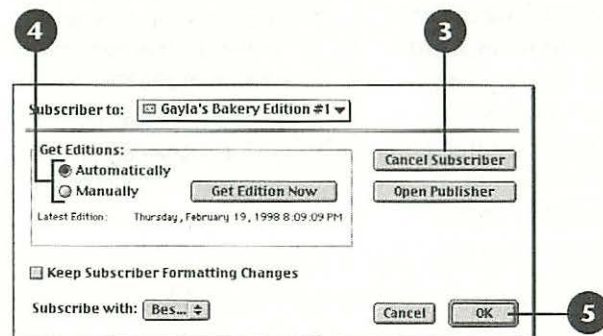 4
3
Subscriber to: Gayla's Bakery Edition #1
Get Editions:
Automatically
Manually
Get Edition Now
Latest Edition: Thursday, February 19, 1998 8:09:09 PM
Cancel Subscriber
Open Publisher
Keep Subscriber Formatting Changes
Subscribe with: Bes...
Cancel
OK
5